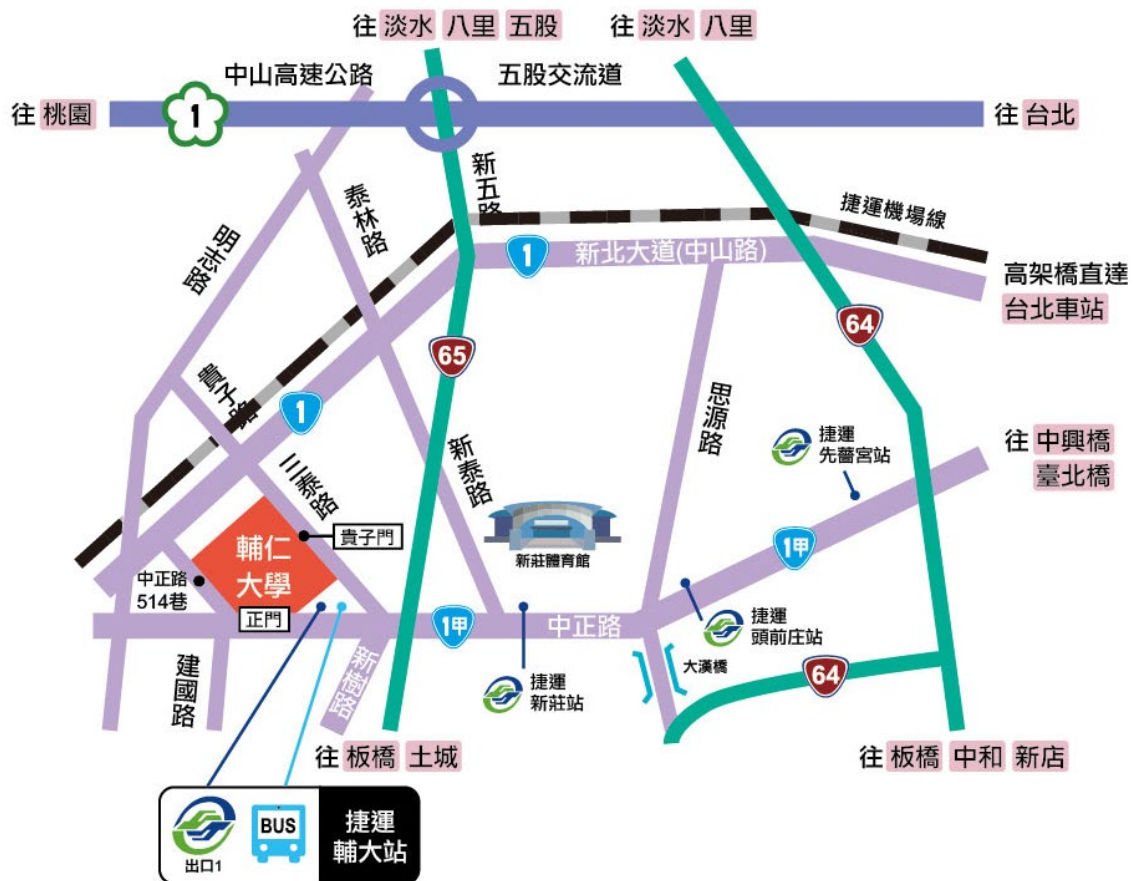 往 淡水 八里 五股
往 淡水 八里
中山高速公路
五股交流道
往 桃園
1
往 台北
新五路
泰林路
明志路
捷運機場線
1
新北大道(中山路)
高架橋直達
台北車站
65
64
貴子路
1
思源路
捷運
先嗇宮站
往 中興橋
臺北橋
三泰路
新泰路
新莊體育館
1甲
輔仁
大學
貴子門
中正路
514巷
正門
1甲
中正路
捷運
頭前庄站
建國路
新樹路
捷運
新莊站
大漢橋
64
往 板橋 土城
往 板橋 中和 新店
BUS
出口1
捷運
輔大站